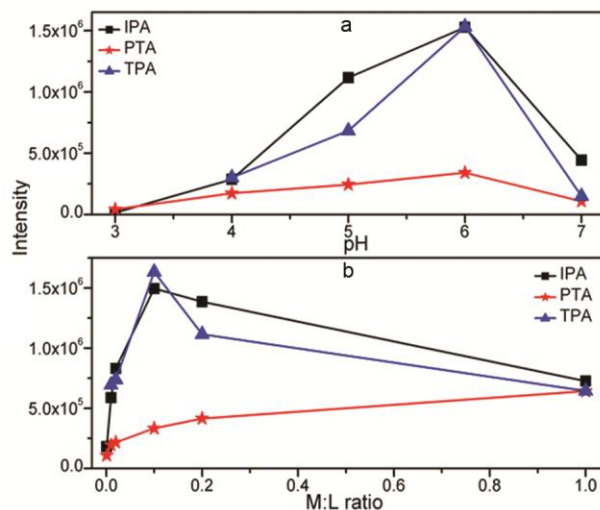 a
IPA
PTA
TPA
1.5x10⁶
1.0x10⁶
5.0x10⁵
0.0
3 4 5 6 7
pH
Intensity
b
IPA
PTA
TPA
1.5x10⁶
1.0x10⁶
5.0x10⁵
0.0
0.0 0.2 0.4 0.6 0.8 1.0
M:L ratio